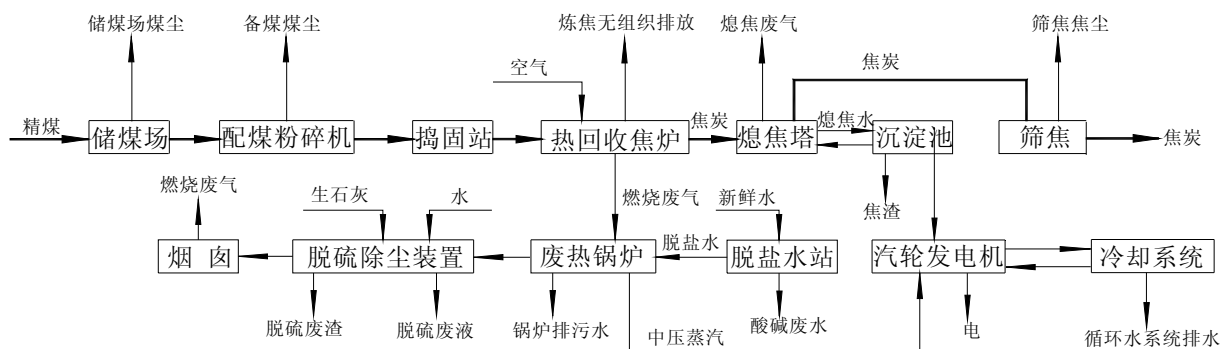 储煤场煤尘
备煤煤尘
炼焦无组织排放
熄焦废气
筛焦焦尘
空气
焦炭
精煤
储煤场
配煤粉碎机
捣固站
热回收焦炉
焦炭
熄焦塔
熄焦水
沉淀池
筛焦
焦炭
燃烧废气
生石灰
水
燃烧废气
新鲜水
焦渣
烟囱
脱硫除尘装置
废热锅炉
脱盐水
脱盐水站
汽轮发电机
冷却系统
脱硫废渣
脱硫废液
锅炉排污水
中压蒸汽
酸碱废水
电
循环水系统排水